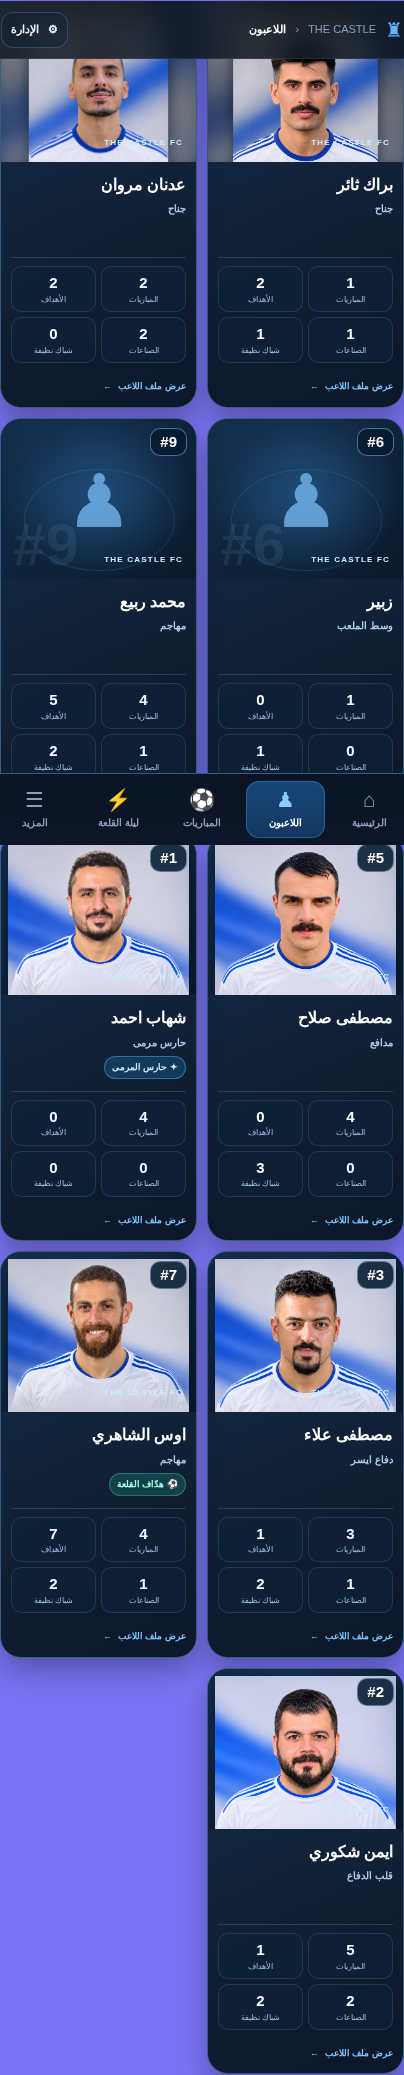 THE CASTLE › اللاعبون
⚙ الإدارة
THE CASTLE FC
براك ثائر
جناح
1 المباريات
2 الأهداف
1 الصناعات
1 شباك نظيفة
عرض ملف اللاعب ←
THE CASTLE FC
عدنان مروان
جناح
2 المباريات
2 الأهداف
2 الصناعات
0 شباك نظيفة
عرض ملف اللاعب ←
#6
#6
THE CASTLE FC
زبير
وسط الملعب
1 المباريات
0 الأهداف
0 الصناعات
1 شباك نظيفة
#9
#9
THE CASTLE FC
محمد ربيع
مهاجم
4 المباريات
5 الأهداف
1 الصناعات
2 شباك نظيفة
الرئيسية
اللاعبون
المباريات
ليلة القلعة
المزيد
#5
مصطفى صلاح
مدافع
4 المباريات
0 الأهداف
0 الصناعات
3 شباك نظيفة
عرض ملف اللاعب ←
#1
THE CASTLE FC
شهاب احمد
حارس مرمى
✦ حارس المرمى
4 المباريات
0 الأهداف
0 الصناعات
0 شباك نظيفة
عرض ملف اللاعب ←
#3
THE CASTLE FC
مصطفى علاء
دفاع ايسر
3 المباريات
1 الأهداف
1 الصناعات
2 شباك نظيفة
عرض ملف اللاعب ←
#7
THE CASTLE FC
اوس الشاهري
مهاجم
⚽ هدّاف القلعة
4 المباريات
7 الأهداف
1 الصناعات
2 شباك نظيفة
عرض ملف اللاعب ←
#2
ايمن شكوري
قلب الدفاع
5 المباريات
1 الأهداف
2 الصناعات
2 شباك نظيفة
عرض ملف اللاعب ←